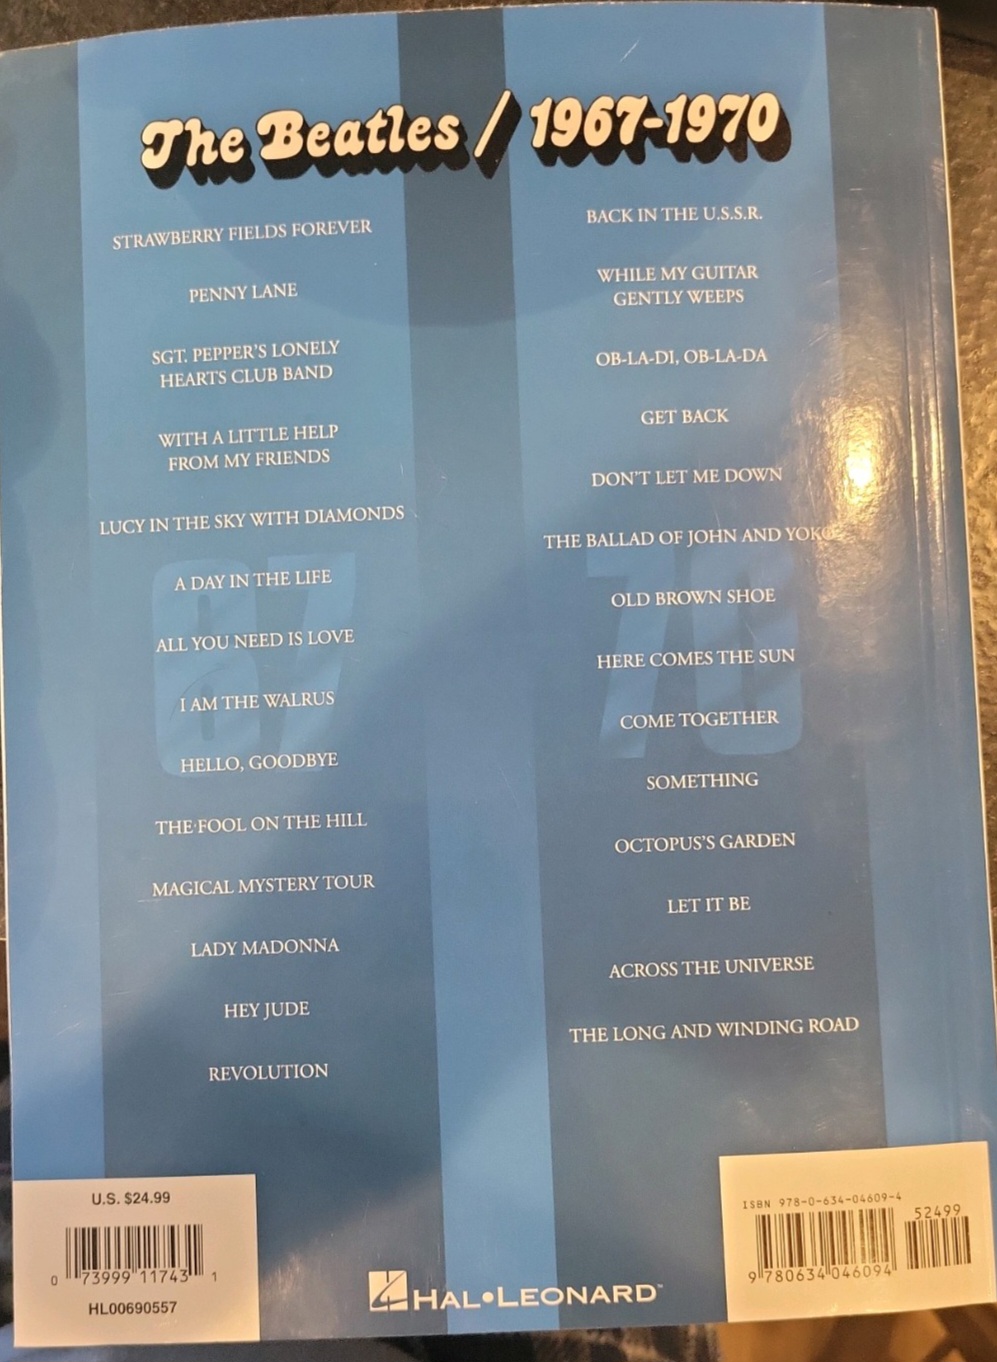 The Beatles / 1967-1970
STRAWBERRY FIELDS FOREVER
PENNY LANE
SGT. PEPPER'S LONELY
HEARTS CLUB BAND
WITH A LITTLE HELP
FROM MY FRIENDS
LUCY IN THE SKY WITH DIAMONDS
A DAY IN THE LIFE
ALL YOU NEED IS LOVE
I AM THE WALRUS
HELLO, GOODBYE
THE FOOL ON THE HILL
MAGICAL MYSTERY TOUR
LADY MADONNA
HEY JUDE
REVOLUTION
67
BACK IN THE U.S.S.R.
WHILE MY GUITAR
GENTLY WEEPS
OB-LA-DI, OB-LA-DA
GET BACK
DON'T LET ME DOWN
THE BALLAD OF JOHN AND YOKO
OLD BROWN SHOE
HERE COMES THE SUN
COME TOGETHER
SOMETHING
OCTOPUS'S GARDEN
LET IT BE
ACROSS THE UNIVERSE
THE LONG AND WINDING ROAD
70
U.S. $24.99
0 73999 11743 1
HL00690557
HAL•LEONARD
ISBN 978-0-634-04609-4
52499
9 780634 046094